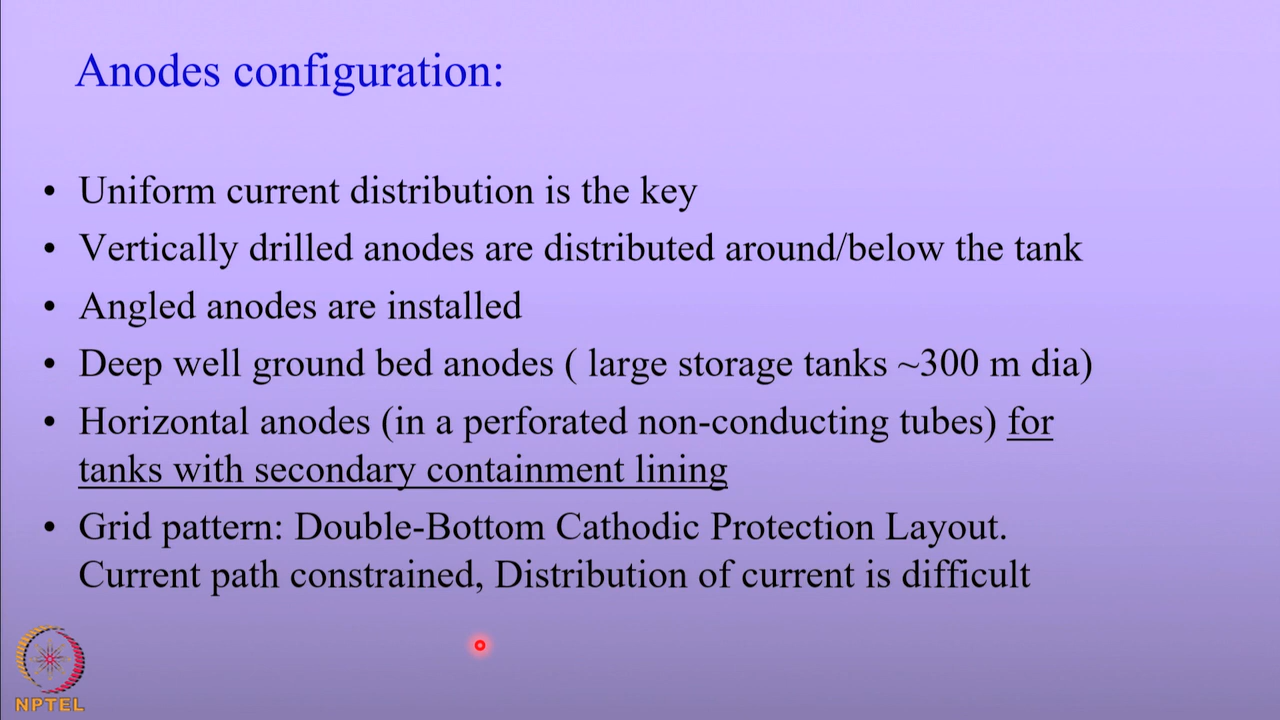 Anodes configuration:
• Uniform current distribution is the key
• Vertically drilled anodes are distributed around/below the tank
• Angled anodes are installed
• Deep well ground bed anodes ( large storage tanks ~300 m dia)
• Horizontal anodes (in a perforated non-conducting tubes) for
tanks with secondary containment lining
• Grid pattern: Double-Bottom Cathodic Protection Layout.
Current path constrained, Distribution of current is difficult
NPTEL